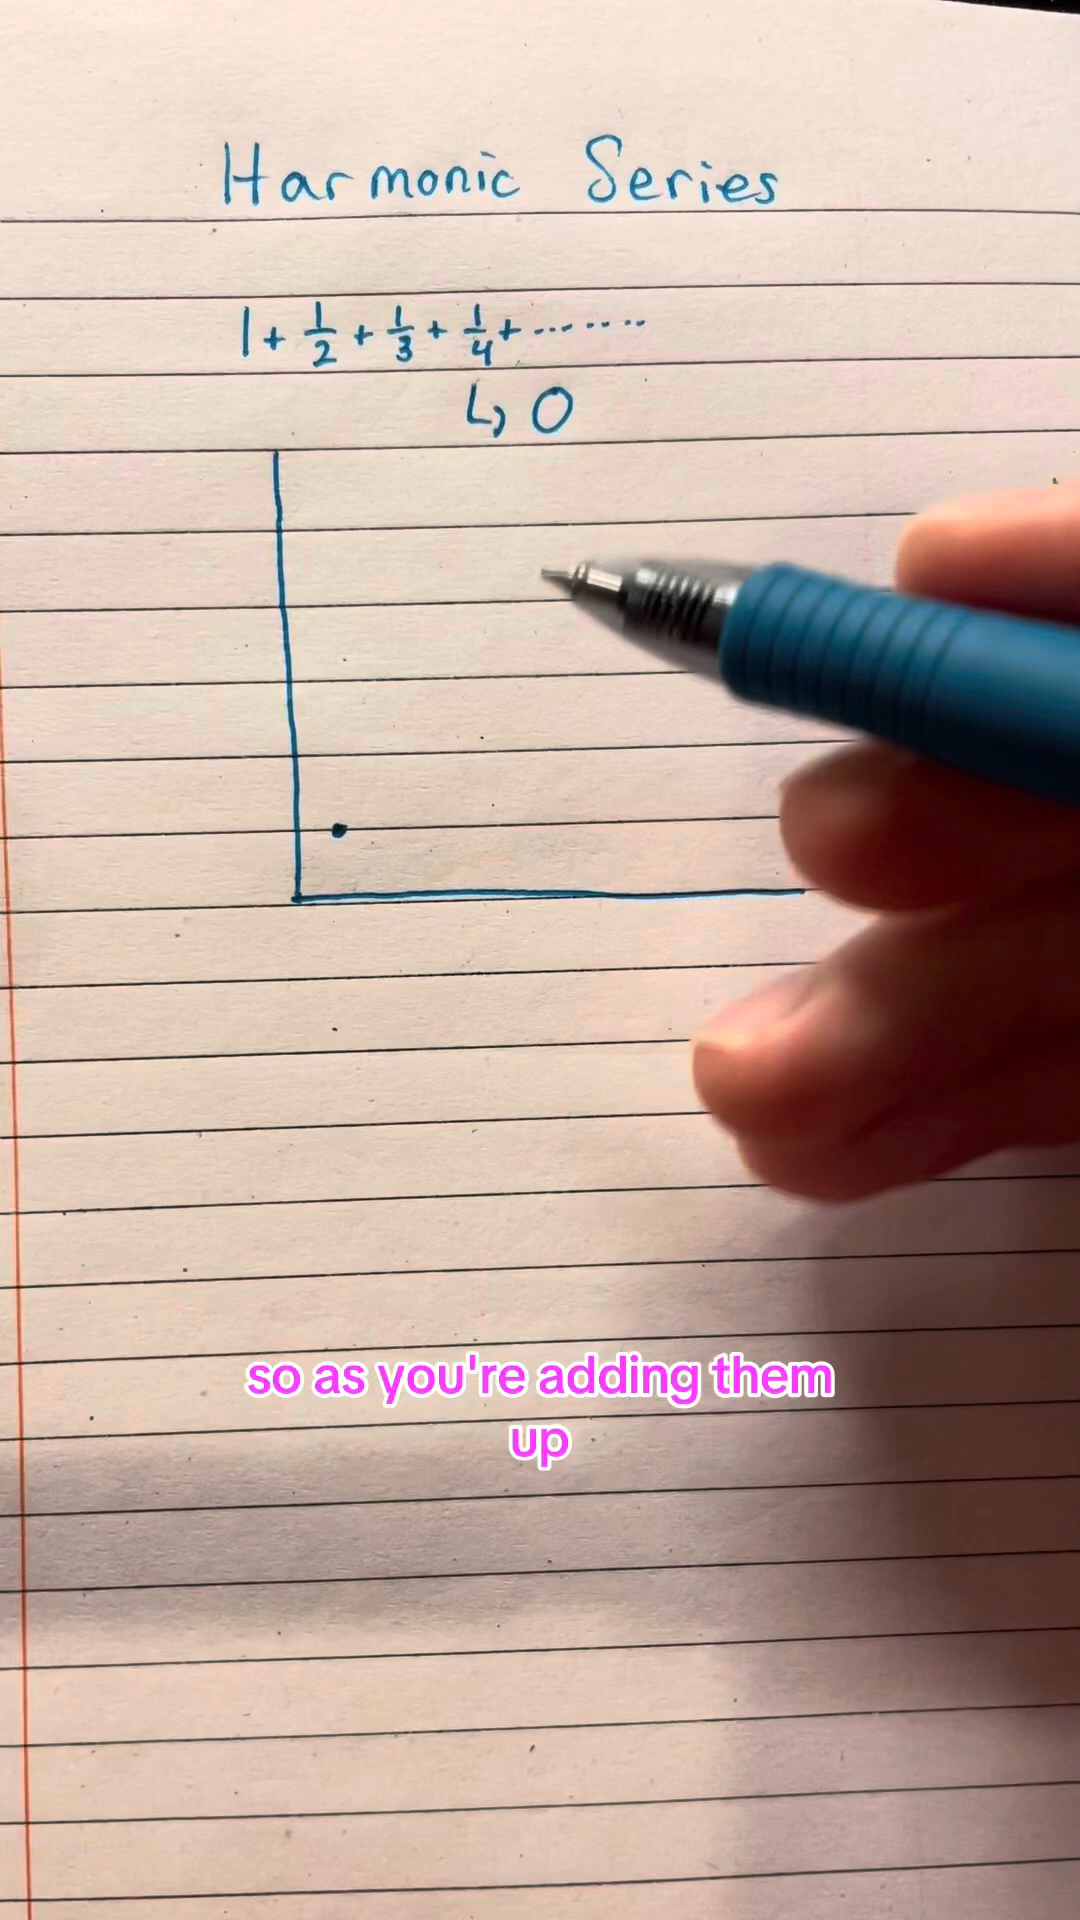 Harmonic Series
1 + 1/2 + 1/3 + 1/4 + ........
↳ 0
so as you're adding them
up